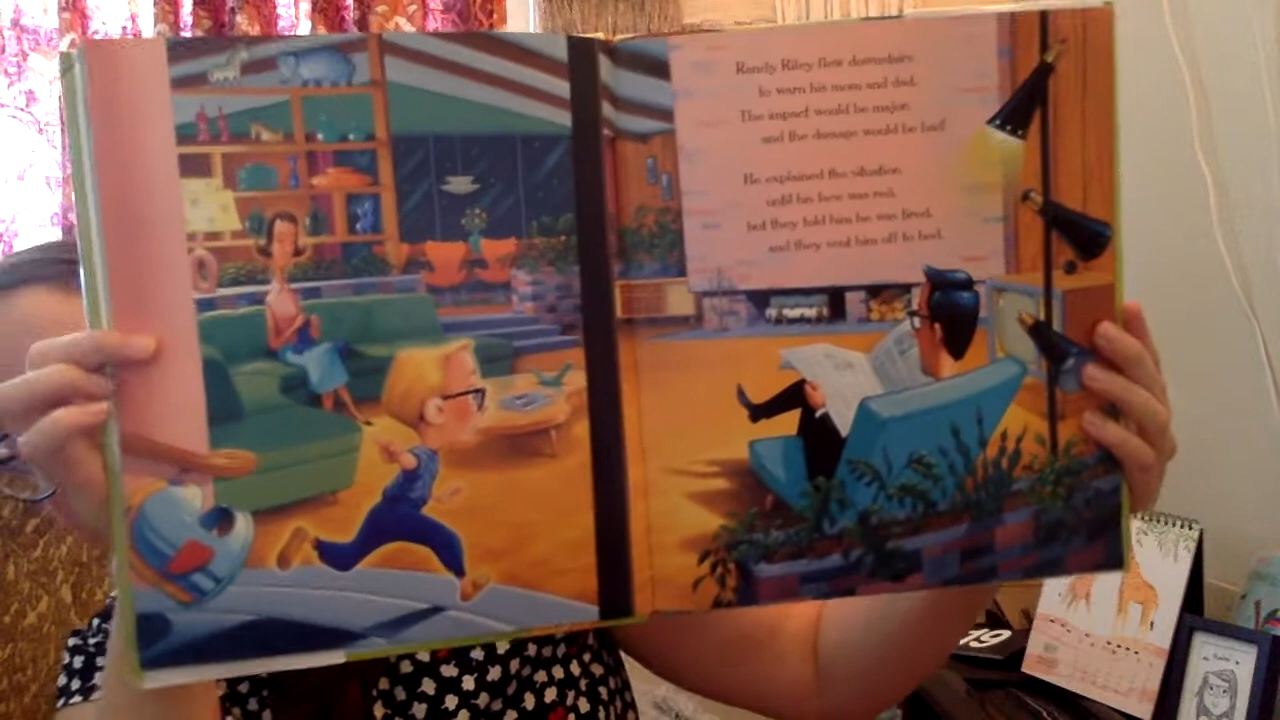 Randy Riley flew downstairs
to warn his mom and dad.
The impact would be major,
and the damage would be bad!
He explained the situation
until his face was red,
but they told him he was tired,
and they sent him off to bed.
19